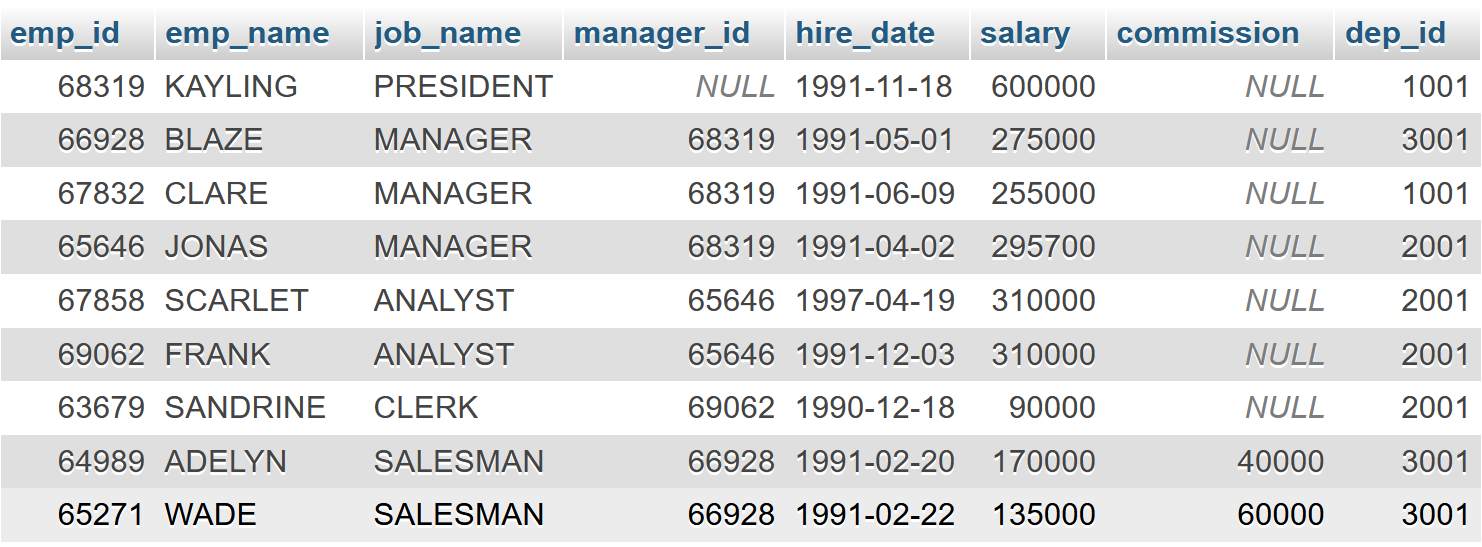 emp_id emp_name job_name manager_id hire_date salary commission dep_id
68319 KAYLING PRESIDENT NULL 1991-11-18 600000 NULL 1001
66928 BLAZE MANAGER 68319 1991-05-01 275000 NULL 3001
67832 CLARE MANAGER 68319 1991-06-09 255000 NULL 1001
65646 JONAS MANAGER 68319 1991-04-02 295700 NULL 2001
67858 SCARLET ANALYST 65646 1997-04-19 310000 NULL 2001
69062 FRANK ANALYST 65646 1991-12-03 310000 NULL 2001
63679 SANDRINE CLERK 69062 1990-12-18 90000 NULL 2001
64989 ADELYN SALESMAN 66928 1991-02-20 170000 40000 3001
65271 WADE SALESMAN 66928 1991-02-22 135000 60000 3001